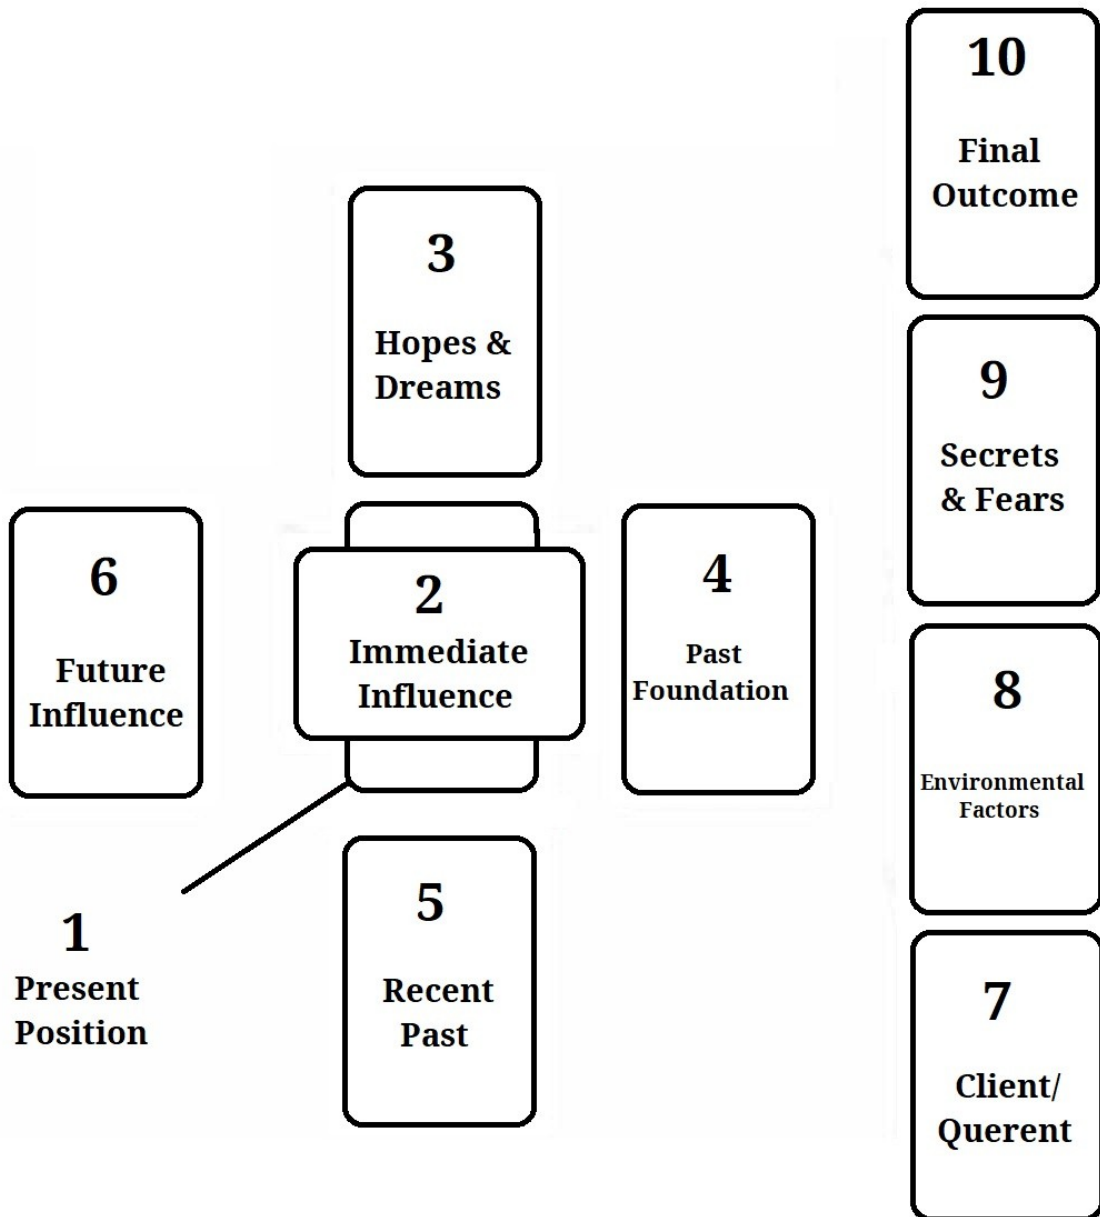 10
Final
Outcome
3
Hopes &
Dreams
9
Secrets
& Fears
6
Future
Influence
2
Immediate
Influence
4
Past
Foundation
8
Environmental
Factors
1
Present
Position
5
Recent
Past
7
Client/
Querent